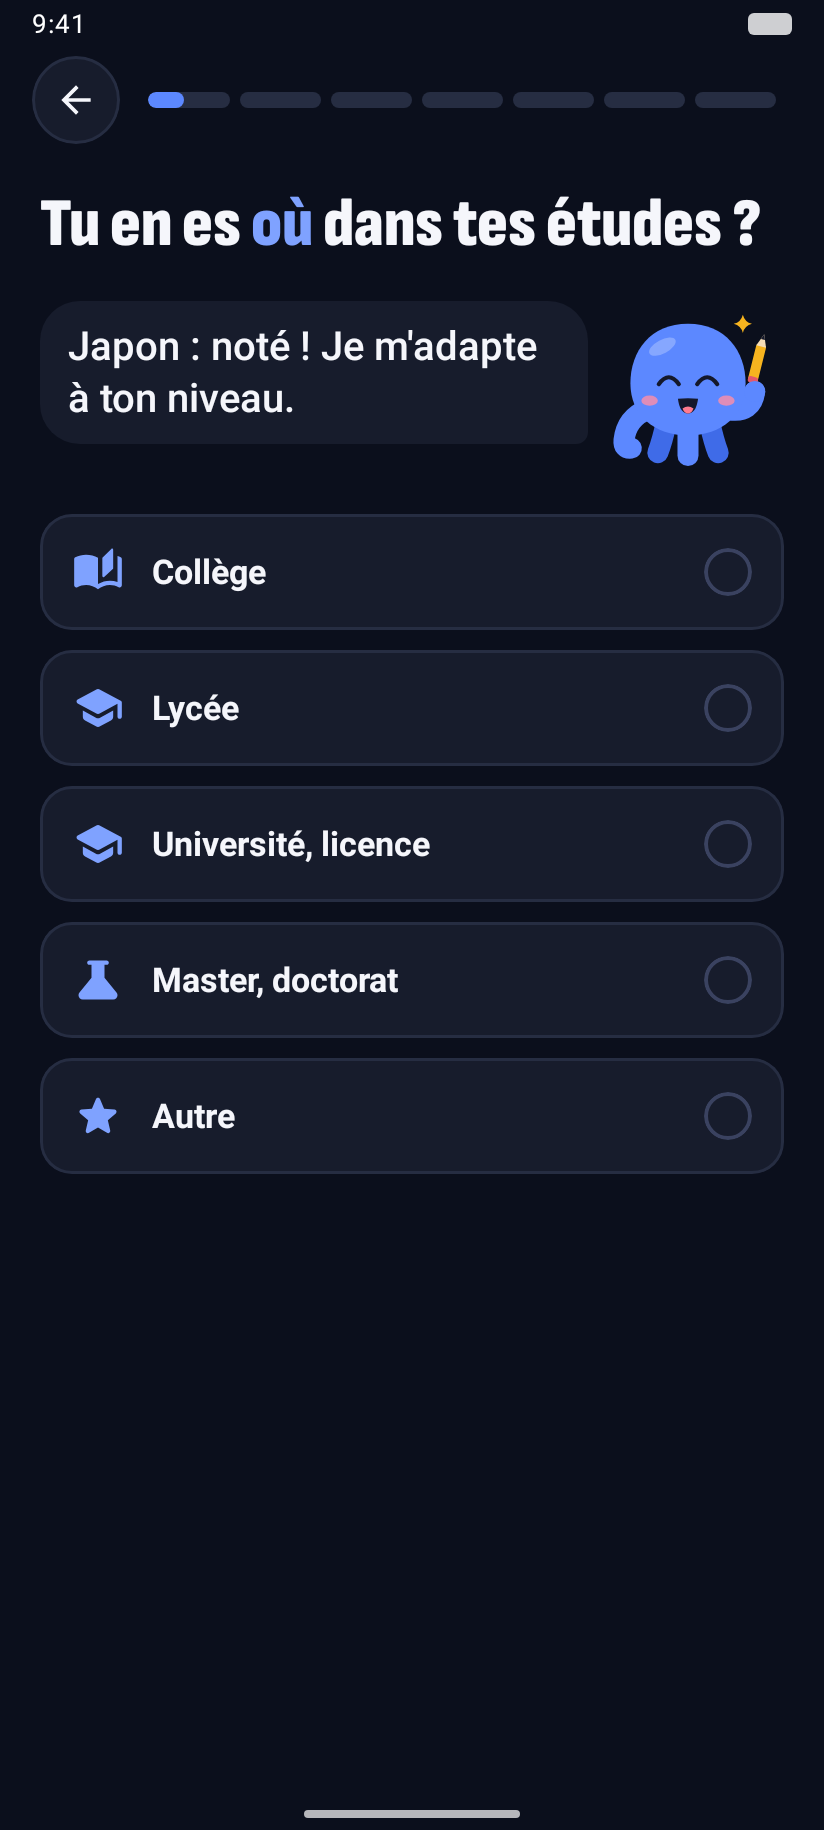 9:41
Tu en es où dans tes études ?
Japon : noté ! Je m'adapte
à ton niveau.
Collège
Lycée
Université, licence
Master, doctorat
Autre